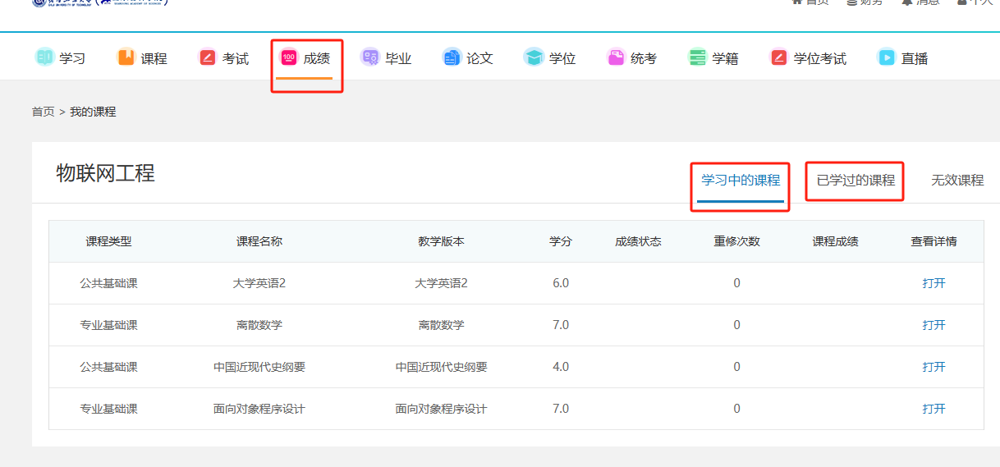 首页 财务 消息
学习 课程 考试 100 成绩 毕业 论文 学位 统考 学籍 学位考试 直播
首页 > 我的课程
物联网工程 学习中的课程 已学过的课程 无效课程
课程类型 课程名称 教学版本 学分 成绩状态 重修次数 课程成绩 查看详情
公共基础课 大学英语2 大学英语2 6.0 0 打开
专业基础课 离散数学 离散数学 7.0 0 打开
公共基础课 中国近现代史纲要 中国近现代史纲要 4.0 0 打开
专业基础课 面向对象程序设计 面向对象程序设计 7.0 0 打开